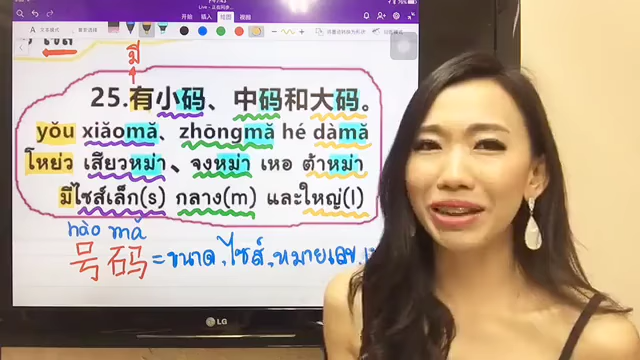 มี
25.有小码、中码和大码。
yǒu xiǎomǎ、zhōngmǎ hé dàmǎ
โหย่ว เสี่ยวหม่า、จงหม่า เหอ ต้าหม่า
มีไซส์เล็ก(s) กลาง(m) และใหญ่(l)
hào mǎ
号码 = ขนาด, ไซส์, หมายเลข,
LG